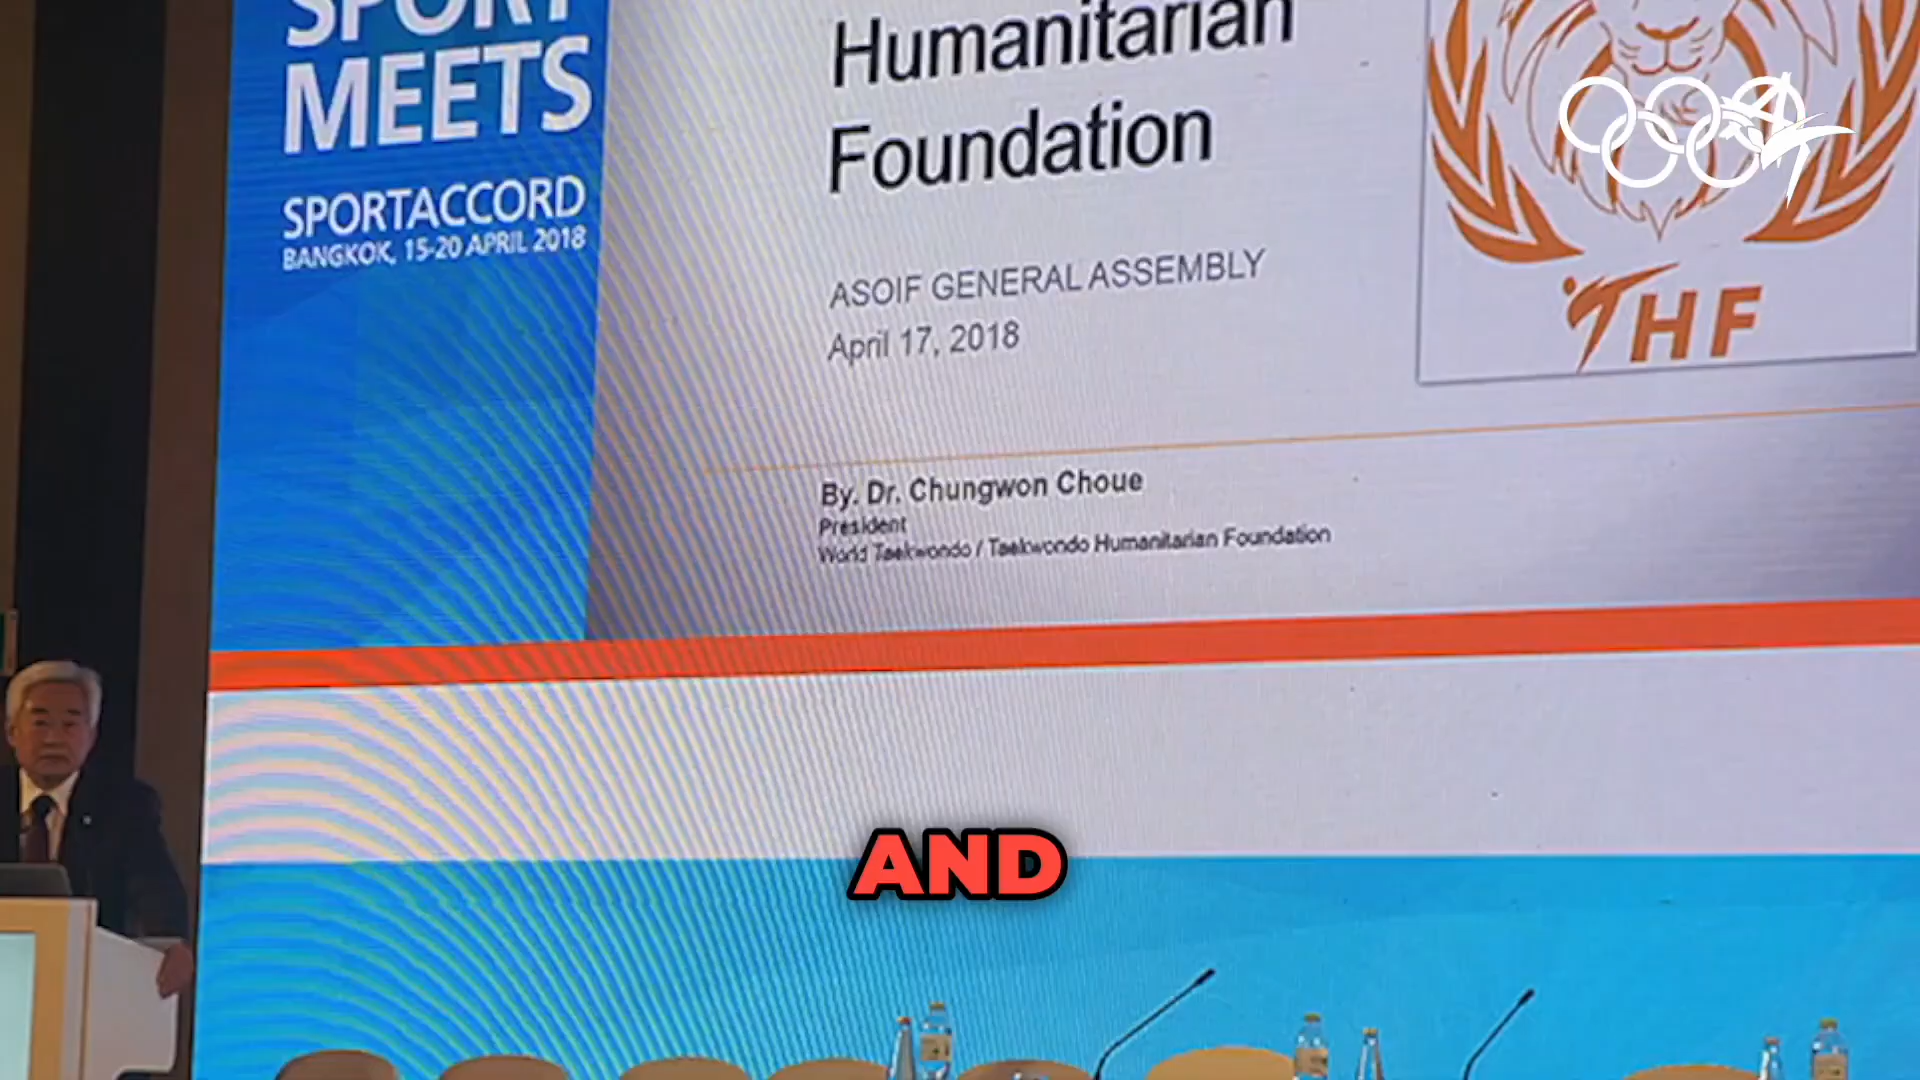 SPORT
MEETS
SPORTACCORD
BANGKOK, 15-20 APRIL 2018
Humanitarian
Foundation
ASOIF GENERAL ASSEMBLY
April 17, 2018
THF
By. Dr. Chungwon Choue
President
World Taekwondo / Taekwondo Humanitarian Foundation
AND